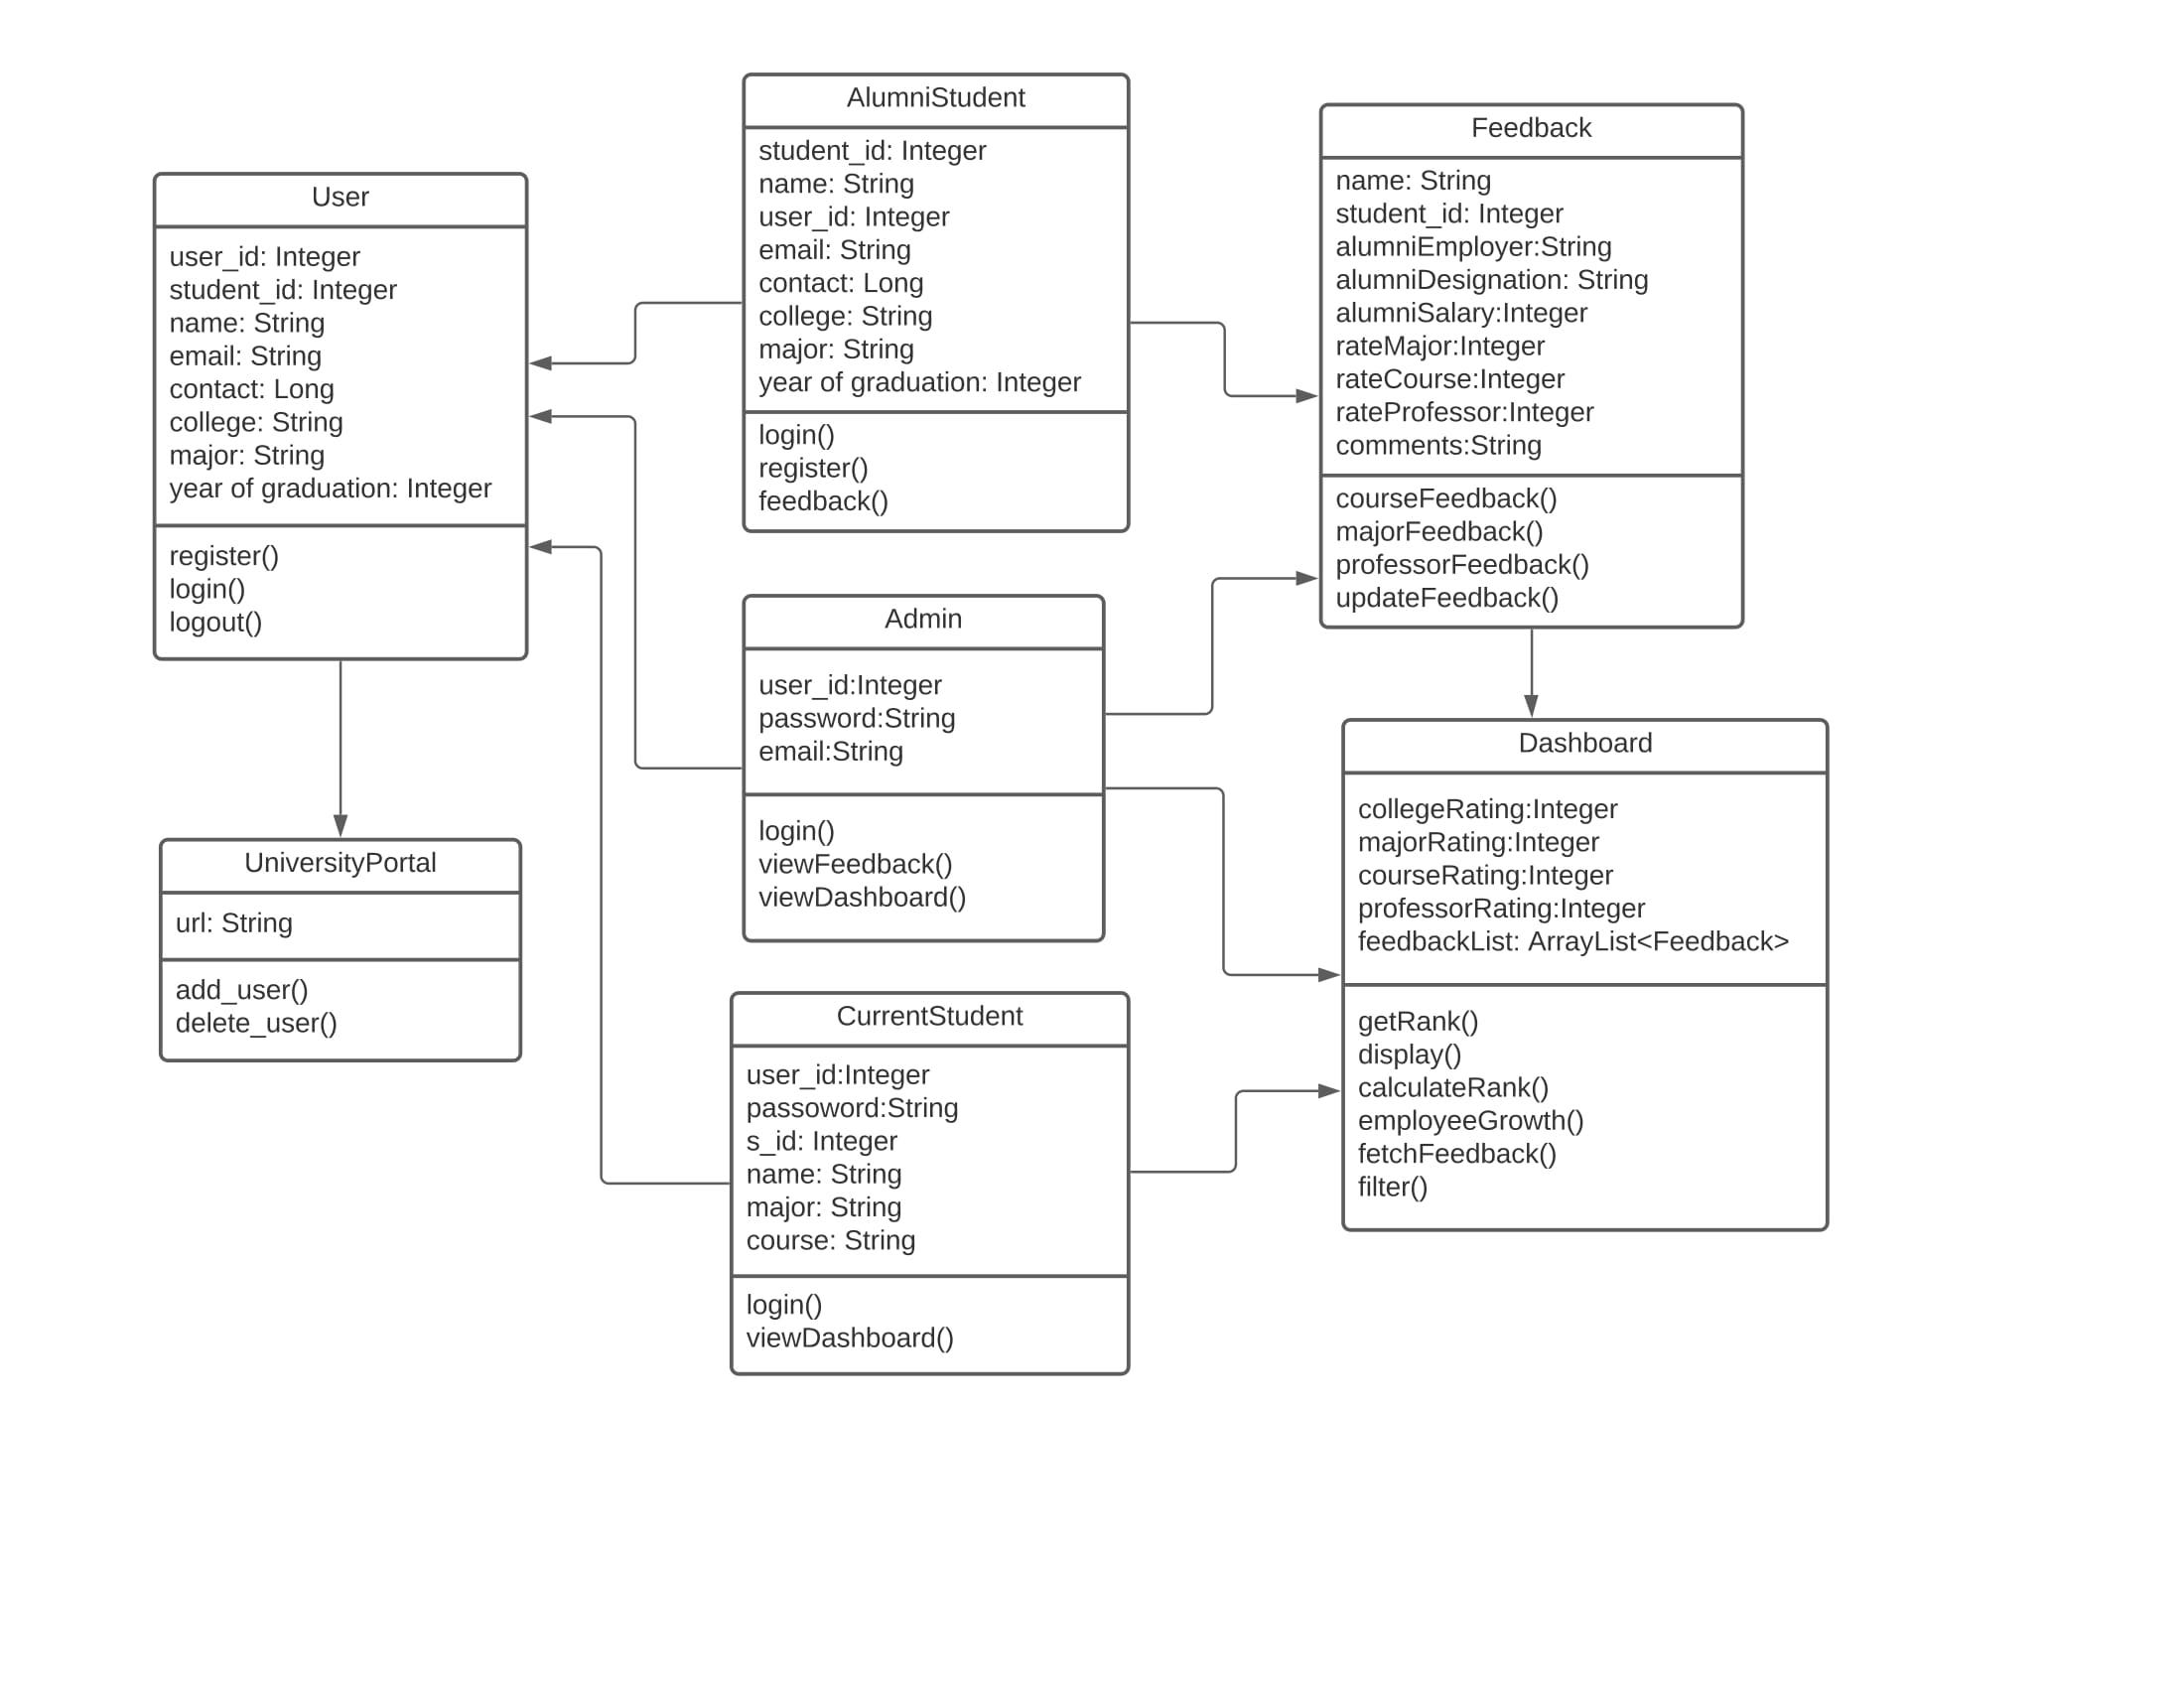 User
user_id: Integer
student_id: Integer
name: String
email: String
contact: Long
college: String
major: String
year of graduation: Integer
register()
login()
logout()
UniversityPortal
url: String
add_user()
delete_user()
AlumniStudent
student_id: Integer
name: String
user_id: Integer
email: String
contact: Long
college: String
major: String
year of graduation: Integer
login()
register()
feedback()
Admin
user_id:Integer
password:String
email:String
login()
viewFeedback()
viewDashboard()
CurrentStudent
user_id:Integer
passoword:String
s_id: Integer
name: String
major: String
course: String
login()
viewDashboard()
Feedback
name: String
student_id: Integer
alumniEmployer:String
alumniDesignation: String
alumniSalary:Integer
rateMajor:Integer
rateCourse:Integer
rateProfessor:Integer
comments:String
courseFeedback()
majorFeedback()
professorFeedback()
updateFeedback()
Dashboard
collegeRating:Integer
majorRating:Integer
courseRating:Integer
professorRating:Integer
feedbackList: ArrayList<Feedback>
getRank()
display()
calculateRank()
employeeGrowth()
fetchFeedback()
filter()